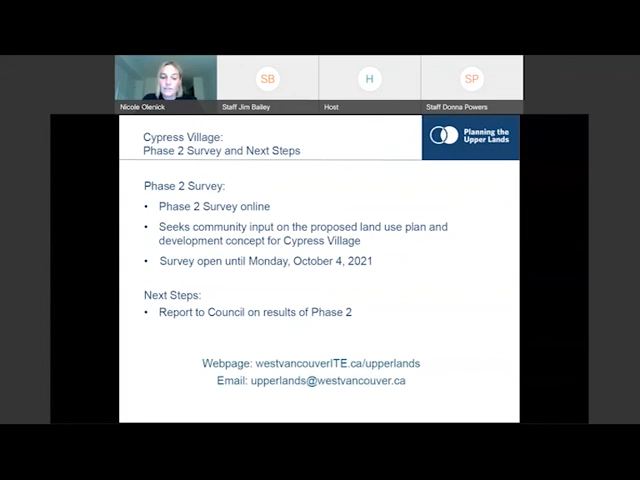 SB
H
SP
Nicole Olenick
Staff Jim Bailey
Host
Staff Donna Powers
Cypress Village:
Phase 2 Survey and Next Steps
Planning the
Upper Lands
Phase 2 Survey:
• Phase 2 Survey online
• Seeks community input on the proposed land use plan and
development concept for Cypress Village
• Survey open until Monday, October 4, 2021
Next Steps:
• Report to Council on results of Phase 2
Webpage: westvancouverITE.ca/upperlands
Email: upperlands@westvancouver.ca